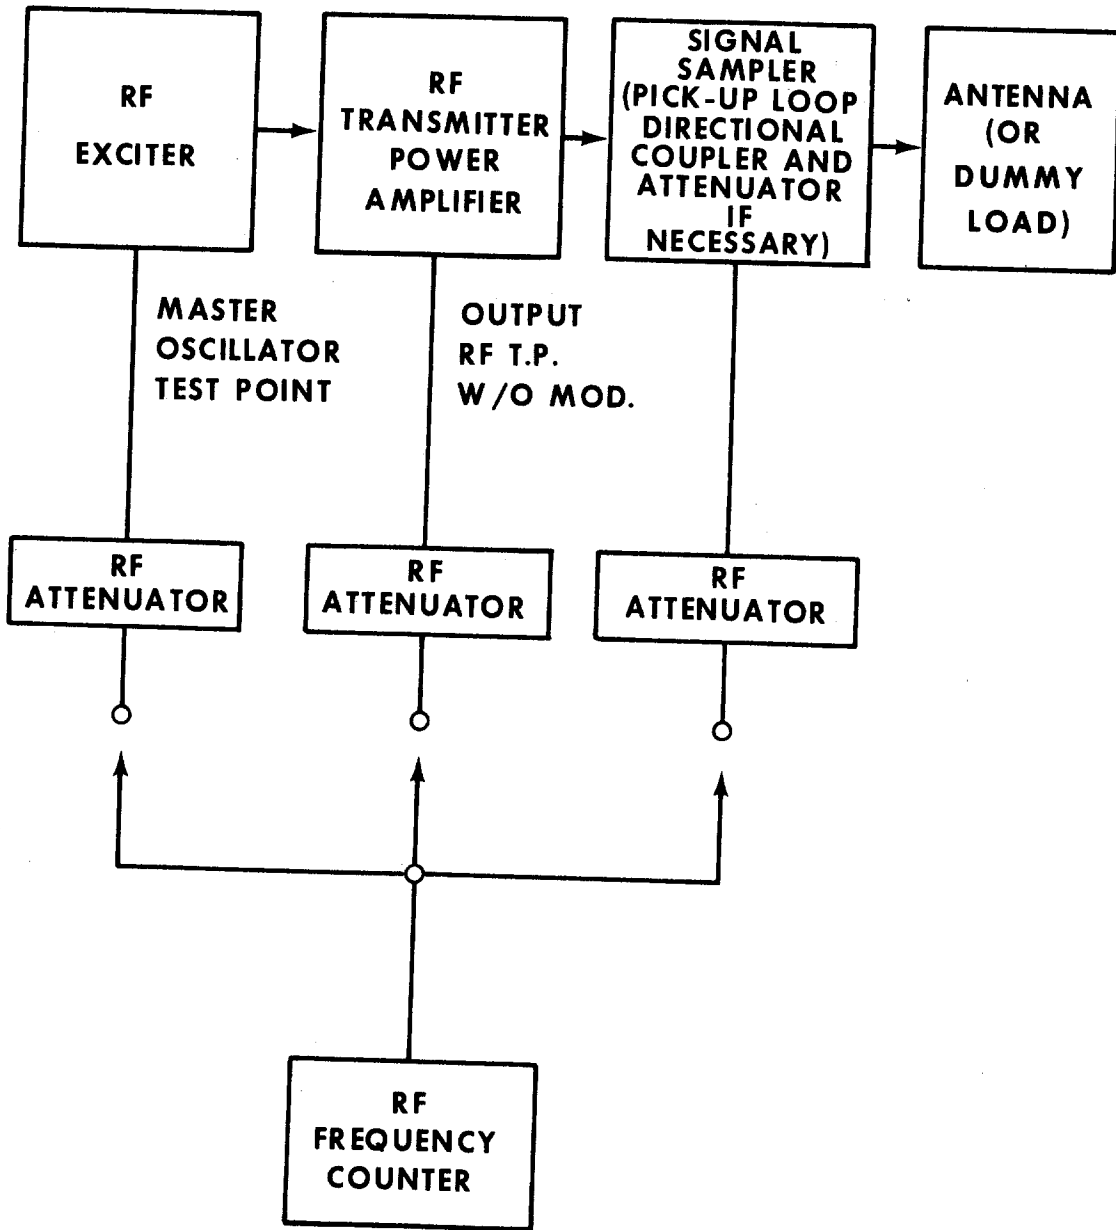 RF
EXCITER
RF
TRANSMITTER
POWER
AMPLIFIER
SIGNAL
SAMPLER
(PICK-UP LOOP
DIRECTIONAL
COUPLER AND
ATTENUATOR
IF
NECESSARY)
ANTENNA
(OR
DUMMY
LOAD)
MASTER
OSCILLATOR
TEST POINT
OUTPUT
RF T.P.
W/O MOD.
RF
ATTENUATOR
RF
ATTENUATOR
RF
ATTENUATOR
RF
FREQUENCY
COUNTER